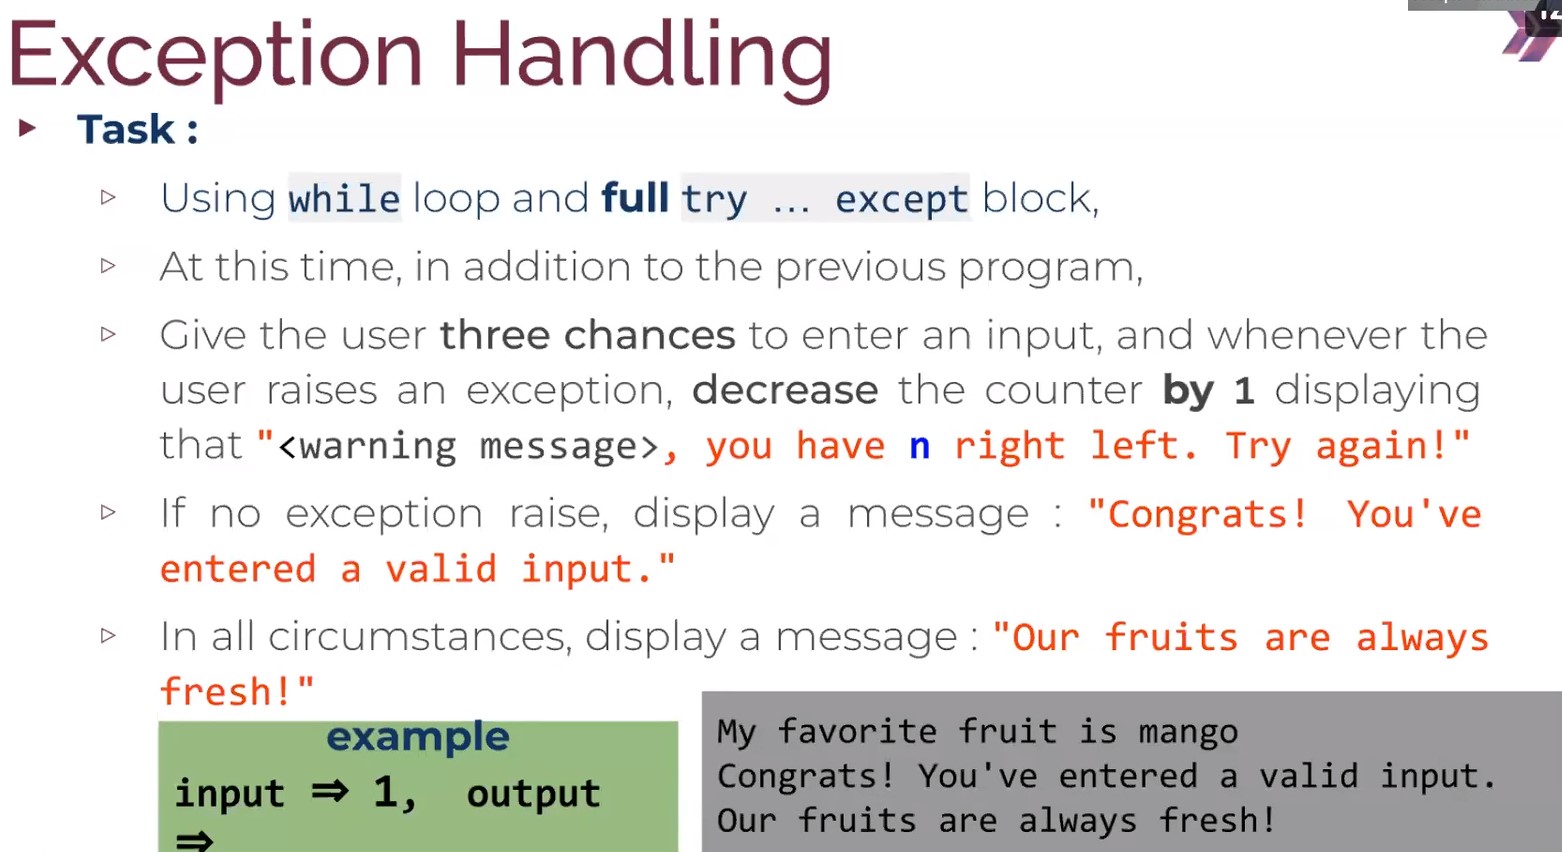 Exception Handling
Task :
Using while loop and full try ... except block,
At this time, in addition to the previous program,
Give the user three chances to enter an input, and whenever the
user raises an exception, decrease the counter by 1 displaying
that "<warning message>, you have n right left. Try again!"
If no exception raise, display a message : "Congrats! You've
entered a valid input."
In all circumstances, display a message : "Our fruits are always
fresh!"
example
input ⇒ 1, output
⇒
My favorite fruit is mango
Congrats! You've entered a valid input.
Our fruits are always fresh!